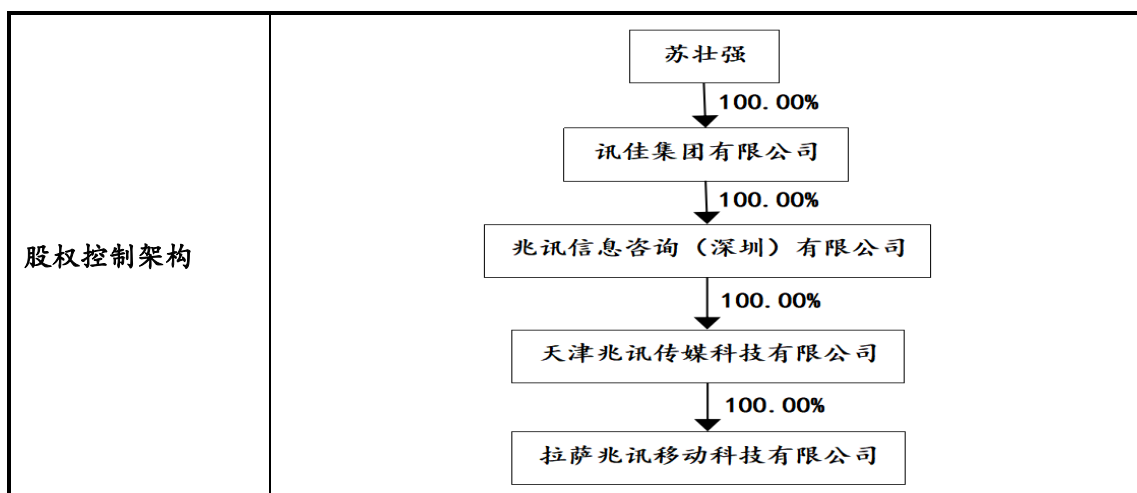 苏壮强
100.00%
讯佳集团有限公司
100.00%
兆讯信息咨询（深圳）有限公司
股权控制架构
100.00%
天津兆讯传媒科技有限公司
100.00%
拉萨兆讯移动科技有限公司